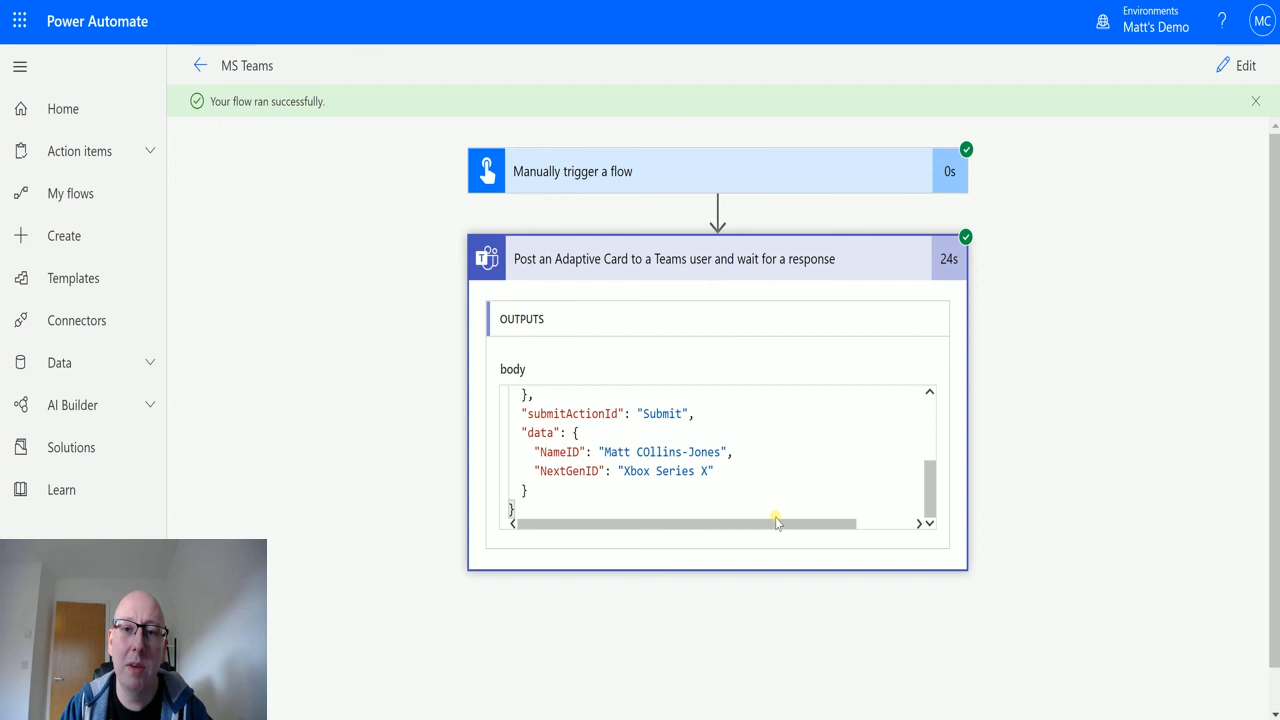 Power Automate
Environments
Matt's Demo
?
MC
MS Teams
Edit
Your flow ran successfully.
Home
Action items
My flows
Create
Templates
Connectors
Data
AI Builder
Solutions
Learn
Manually trigger a flow
0s
Post an Adaptive Card to a Teams user and wait for a response
24s
OUTPUTS
body
},
"submitActionId": "Submit",
"data": {
"NameID": "Matt COllins-Jones",
"NextGenID": "Xbox Series X"
}
}